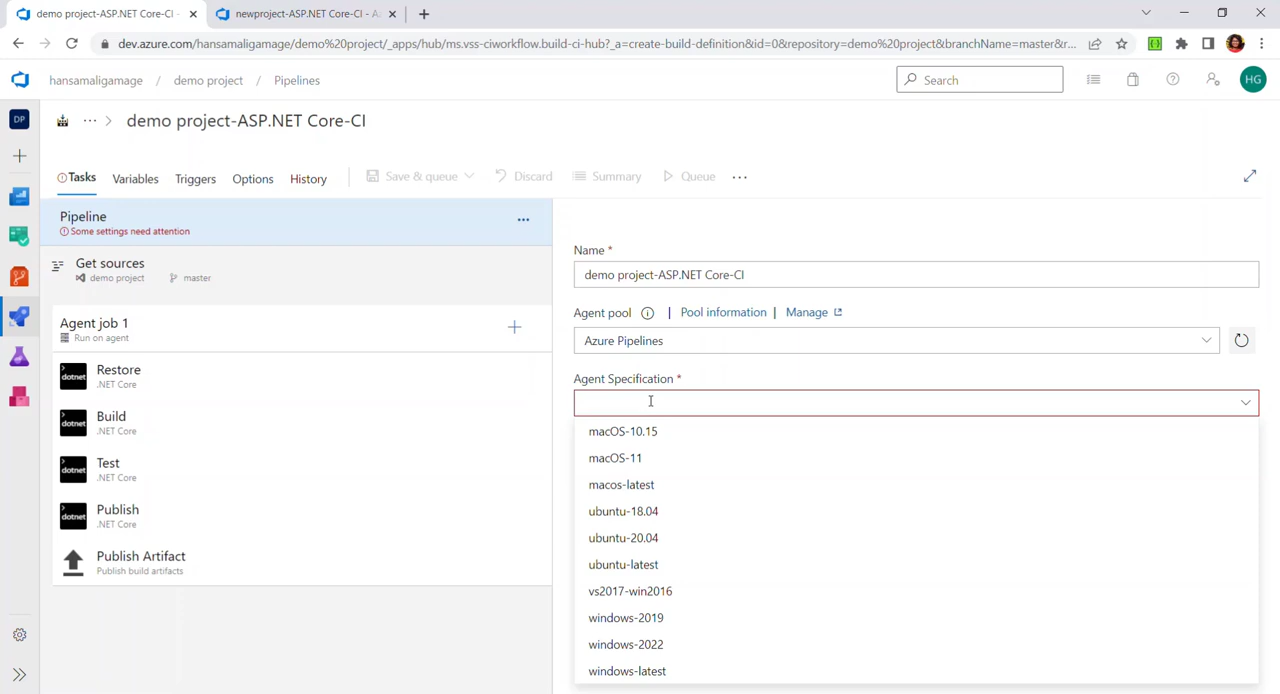 demo project-ASP.NET Core-CI -
newproject-ASP.NET Core-CI - A
dev.azure.com/hansamaligamage/demo%20project/_apps/hub/ms.vss-ciworkflow.build-ci-hub?_a=create-build-definition&id=0&repository=demo%20project&branchName=master&r...
hansamaligamage / demo project / Pipelines
Search
HG
DP
... > demo project-ASP.NET Core-CI
Tasks Variables Triggers Options History Save & queue Discard Summary Queue ...
Pipeline
Some settings need attention
Get sources
demo project master
Agent job 1
Run on agent
dotnet
Restore
.NET Core
dotnet
Build
.NET Core
dotnet
Test
.NET Core
dotnet
Publish
.NET Core
Publish Artifact
Publish build artifacts
Name *
demo project-ASP.NET Core-CI
Agent pool | Pool information | Manage
Azure Pipelines
Agent Specification *
macOS-10.15
macOS-11
macos-latest
ubuntu-18.04
ubuntu-20.04
ubuntu-latest
vs2017-win2016
windows-2019
windows-2022
windows-latest